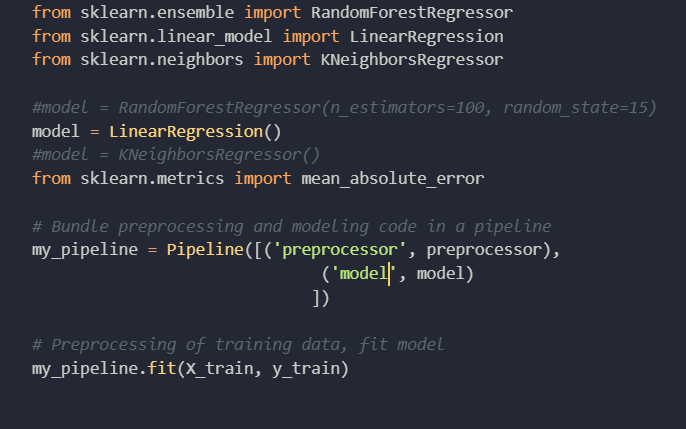 from sklearn.ensemble import RandomForestRegressor
from sklearn.linear_model import LinearRegression
from sklearn.neighbors import KNeighborsRegressor
#model = RandomForestRegressor(n_estimators=100, random_state=15)
model = LinearRegression()
#model = KNeighborsRegressor()
from sklearn.metrics import mean_absolute_error
# Bundle preprocessing and modeling code in a pipeline
my_pipeline = Pipeline([('preprocessor', preprocessor),
('model', model)
])
# Preprocessing of training data, fit model
my_pipeline.fit(X_train, y_train)